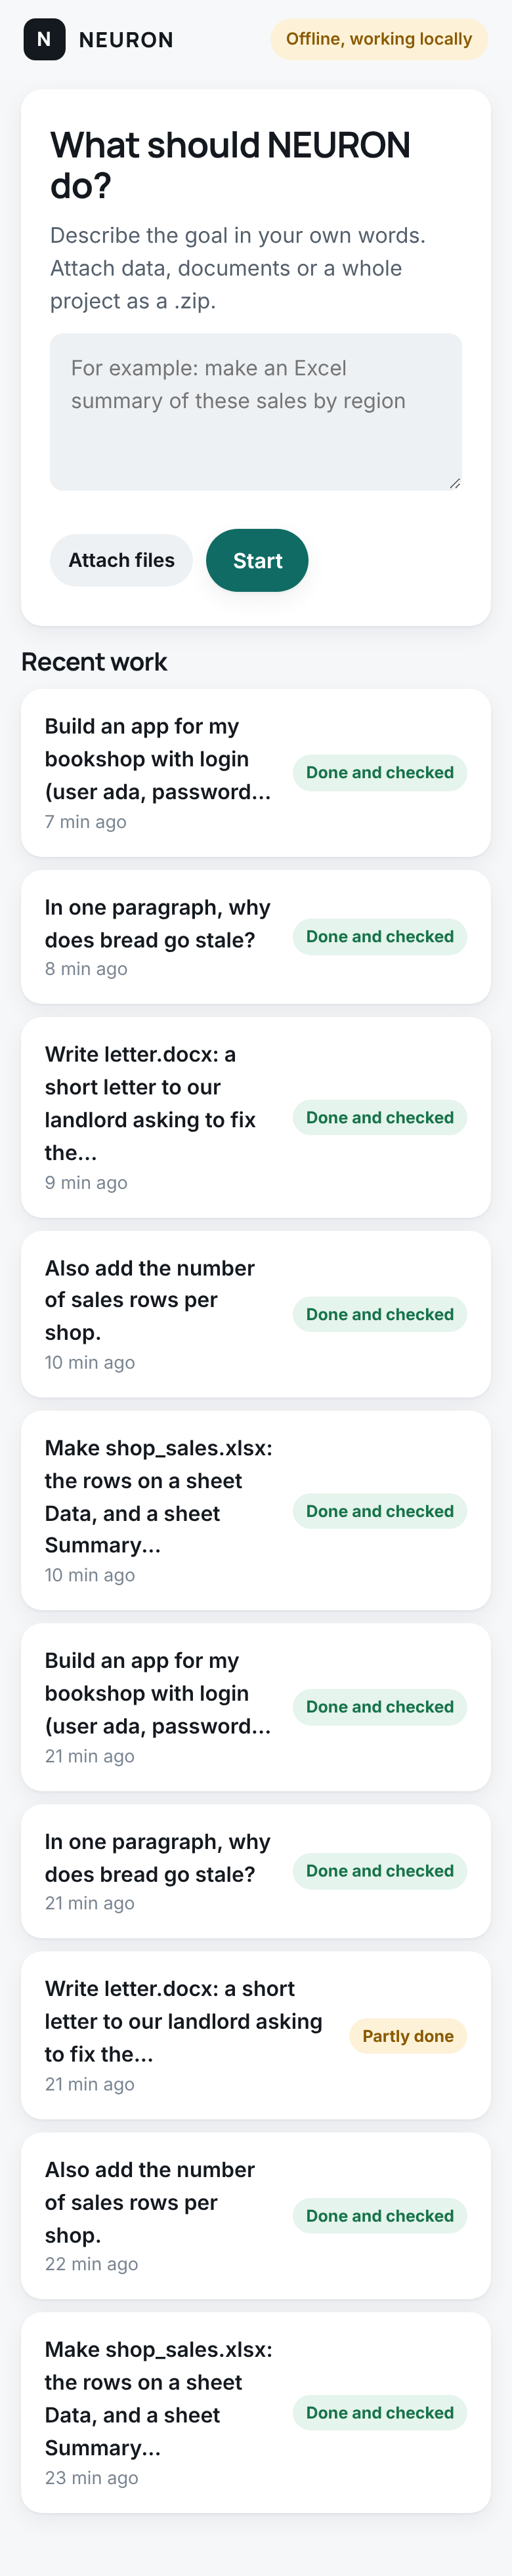 N NEURON
Offline, working locally
What should NEURON
do?
Describe the goal in your own words.
Attach data, documents or a whole
project as a .zip.
For example: make an Excel
summary of these sales by region
Attach files
Start
Recent work
Build an app for my
bookshop with login
(user ada, password...
7 min ago
Done and checked
In one paragraph, why
does bread go stale?
8 min ago
Done and checked
Write letter.docx: a
short letter to our
landlord asking to fix
the...
9 min ago
Done and checked
Also add the number
of sales rows per
shop.
10 min ago
Done and checked
Make shop_sales.xlsx:
the rows on a sheet
Data, and a sheet
Summary...
10 min ago
Done and checked
Build an app for my
bookshop with login
(user ada, password...
21 min ago
Done and checked
In one paragraph, why
does bread go stale?
21 min ago
Done and checked
Write letter.docx: a short
letter to our landlord asking
to fix the...
21 min ago
Partly done
Also add the number
of sales rows per
shop.
22 min ago
Done and checked
Make shop_sales.xlsx:
the rows on a sheet
Data, and a sheet
Summary...
23 min ago
Done and checked